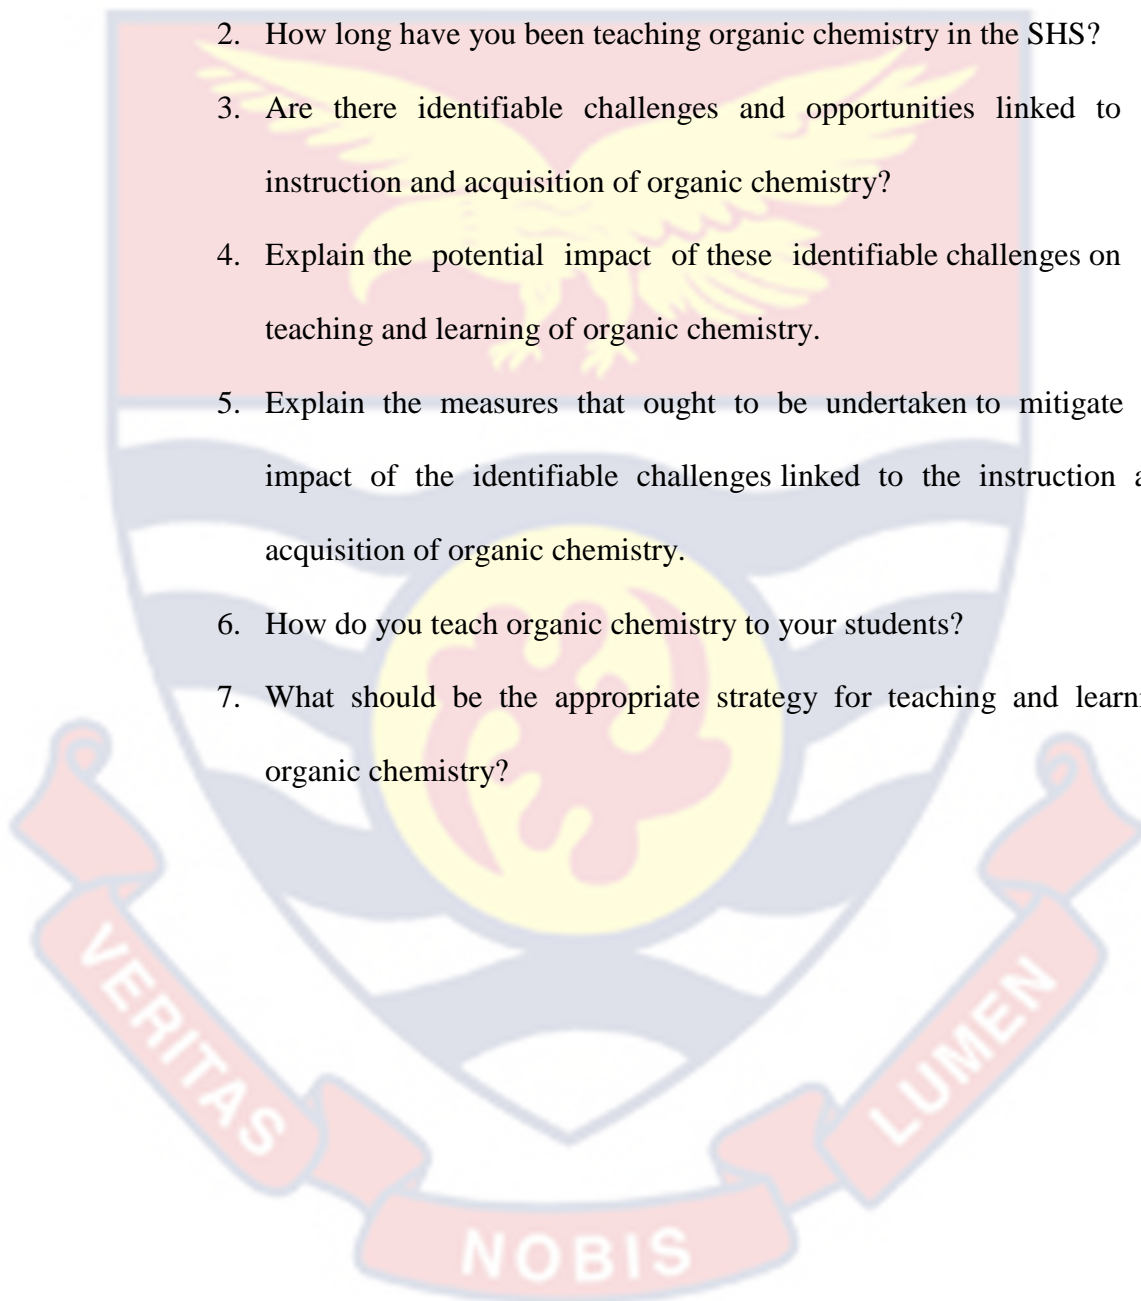 2. How long have you been teaching organic chemistry in the SHS?
3. Are there identifiable challenges and opportunities linked to
instruction and acquisition of organic chemistry?
4. Explain the potential impact of these identifiable challenges on
teaching and learning of organic chemistry.
5. Explain the measures that ought to be undertaken to mitigate
impact of the identifiable challenges linked to the instruction a
acquisition of organic chemistry.
6. How do you teach organic chemistry to your students?
7. What should be the appropriate strategy for teaching and learni
organic chemistry?
VERITAS
NOBIS
LUMEN